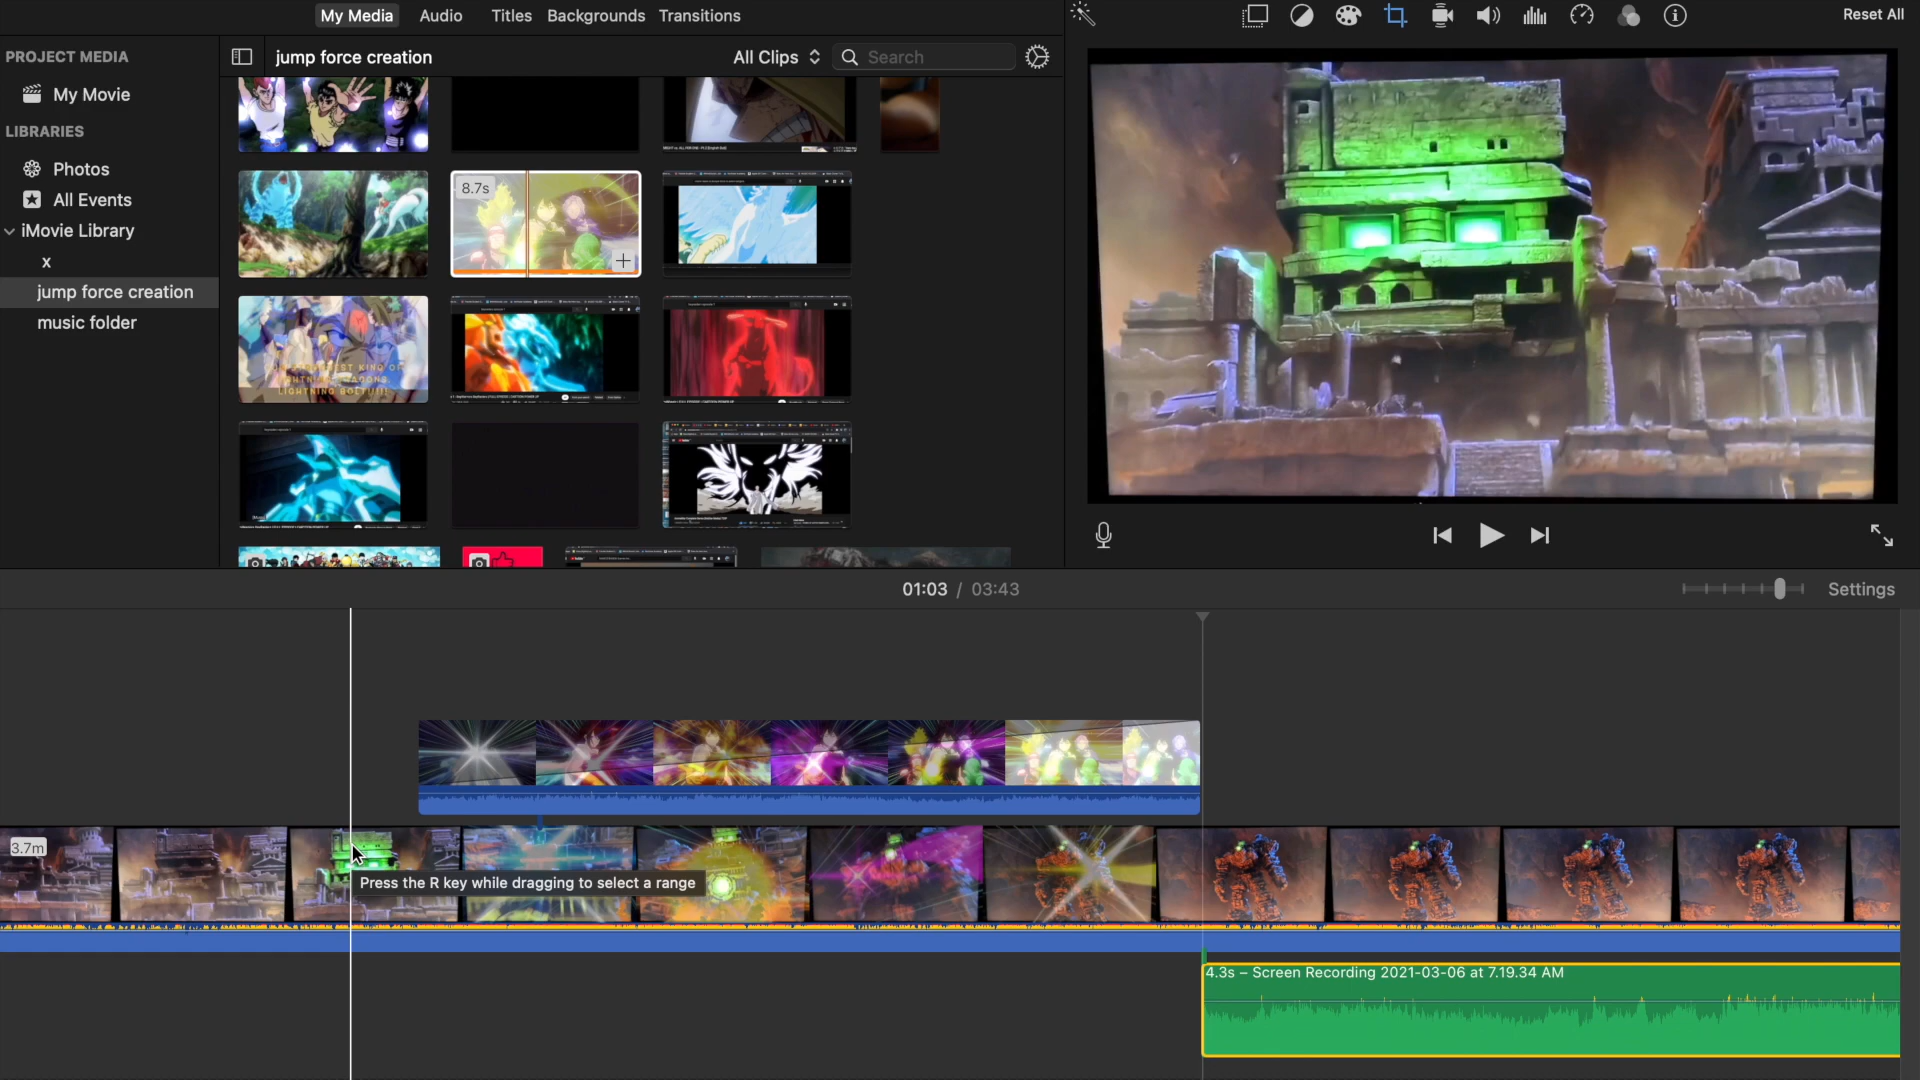 My Media
Audio
Titles
Backgrounds
Transitions
Reset All
PROJECT MEDIA
My Movie
LIBRARIES
Photos
All Events
iMovie Library
x
jump force creation
music folder
jump force creation
All Clips
Search
8.7s
LIGHTNING BOLT!!!!
01:03 / 03:43
Settings
3.7m
Press the R key while dragging to select a range
4.3s – Screen Recording 2021-03-06 at 7.19.34 AM